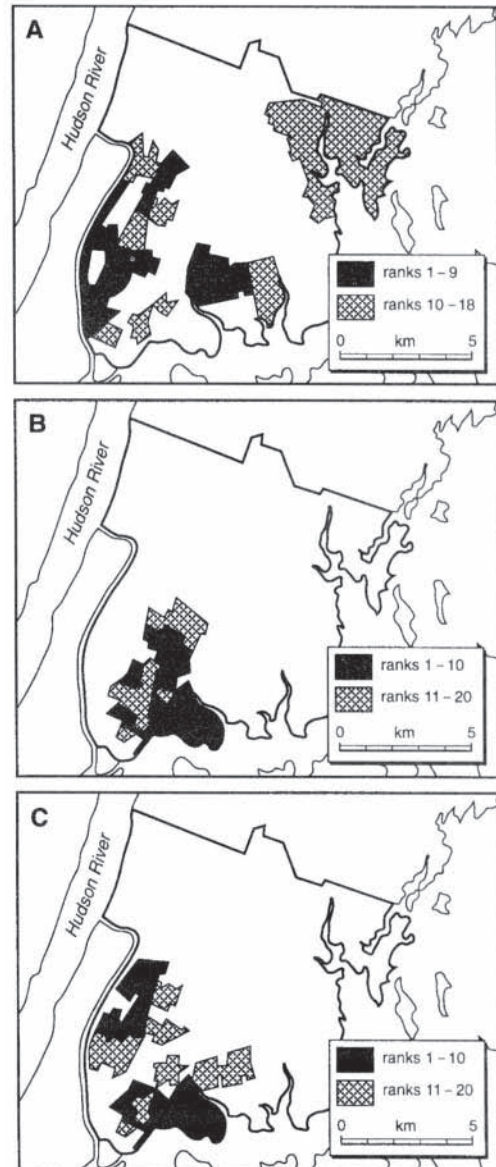 A
Hudson River
ranks 1 – 9
ranks 10 – 18
0 km 5
B
Hudson River
ranks 1 – 10
ranks 11 – 20
0 km 5
C
Hudson River
ranks 1 – 10
ranks 11 – 20
0 km 5